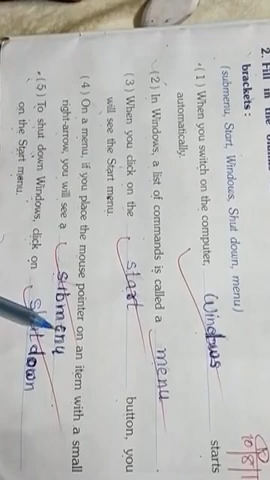 2. Fill in the
brackets :
(submenu, Start, Windows, Shut down, menu)
(1) When you switch on the computer, Windows starts
automatically.
(2) In Windows, a list of commands is called a menu.
(3) When you click on the start button, you
will see the Start menu.
(4) On a menu, if you place the mouse pointer on an item with a small
right-arrow, you will see a submenu
(5) To shut down Windows, click on Shutdown
on the Start menu.